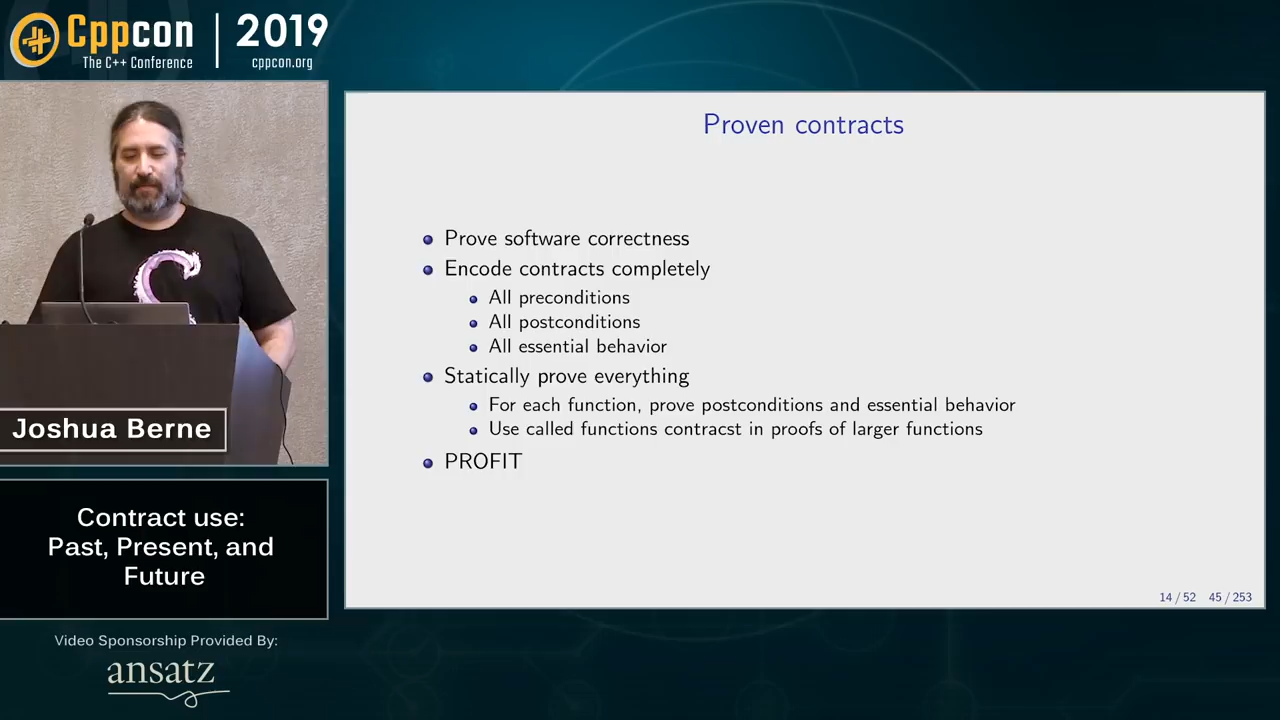 Cppcon
The C++ Conference
2019
cppcon.org
Proven contracts
Prove software correctness
Encode contracts completely
All preconditions
All postconditions
All essential behavior
Statically prove everything
For each function, prove postconditions and essential behavior
Use called functions contracst in proofs of larger functions
PROFIT
14 / 52 45 / 253
Joshua Berne
Contract use:
Past, Present, and
Future
Video Sponsorship Provided By:
ansatz